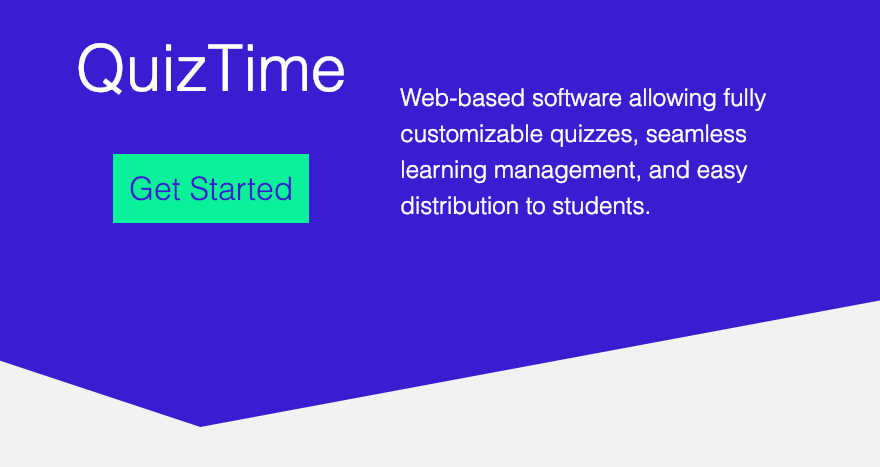 QuizTime
Get Started
Web-based software allowing fully
customizable quizzes, seamless
learning management, and easy
distribution to students.